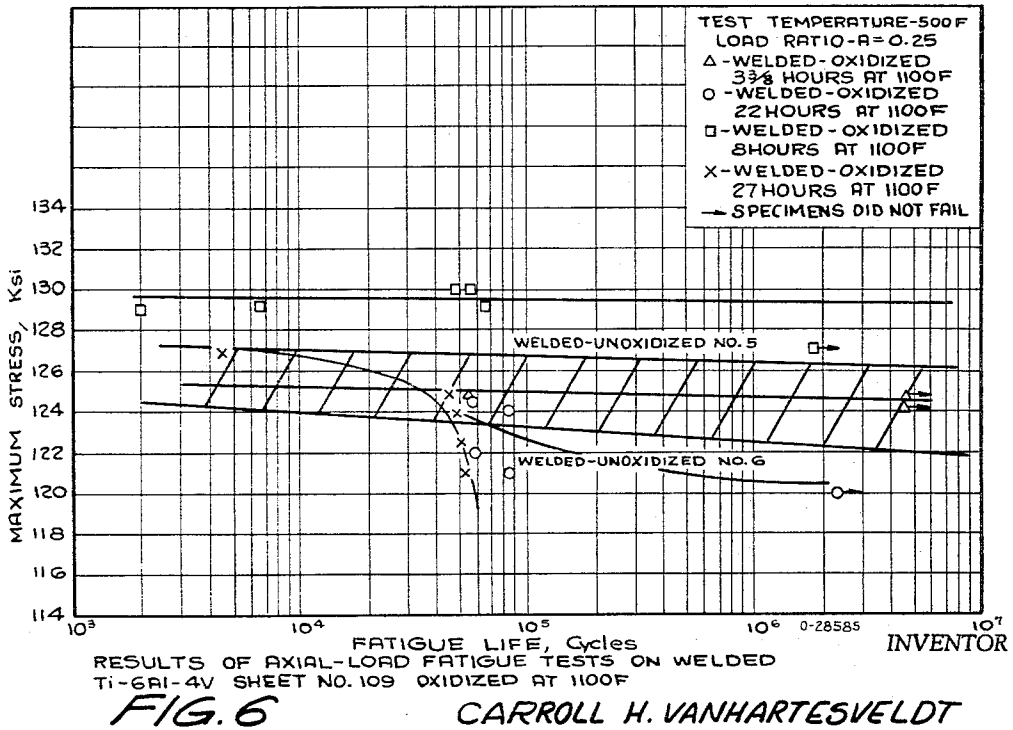 TEST TEMPERATURE-500F
LOAD RATIO-A=0.25
△-WELDED-OXIDIZED
3⅜ HOURS AT 1100F
○-WELDED-OXIDIZED
22 HOURS AT 1100F
□-WELDED-OXIDIZED
8 HOURS AT 1100F
×-WELDED-OXIDIZED
27 HOURS AT 1100F
→ SPECIMENS DID NOT FAIL
MAXIMUM STRESS, Ksi
134
132
130
128
126
124
122
120
118
116
114
WELDED-UNOXIDIZED NO.5
WELDED-UNOXIDIZED NO.6
10³
10⁴
10⁵
10⁶
10⁷
0-28585
FATIGUE LIFE, Cycles
INVENTOR
RESULTS OF AXIAL-LOAD FATIGUE TESTS ON WELDED
Ti-6Al-4V SHEET NO. 109 OXIDIZED AT 1100F
FIG. 6
CARROLL H. VANHARTESVELDT